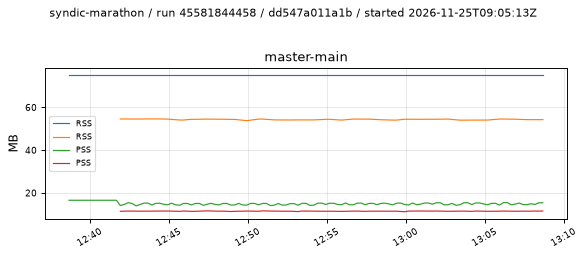 syndic-marathon / run 45581844458 / dd547a011a1b / started 2026-11-25T09:05:13Z
master-main
MB
60
40
20
RSS
RSS
PSS
PSS
12:40
12:45
12:50
12:55
13:00
13:05
13:10